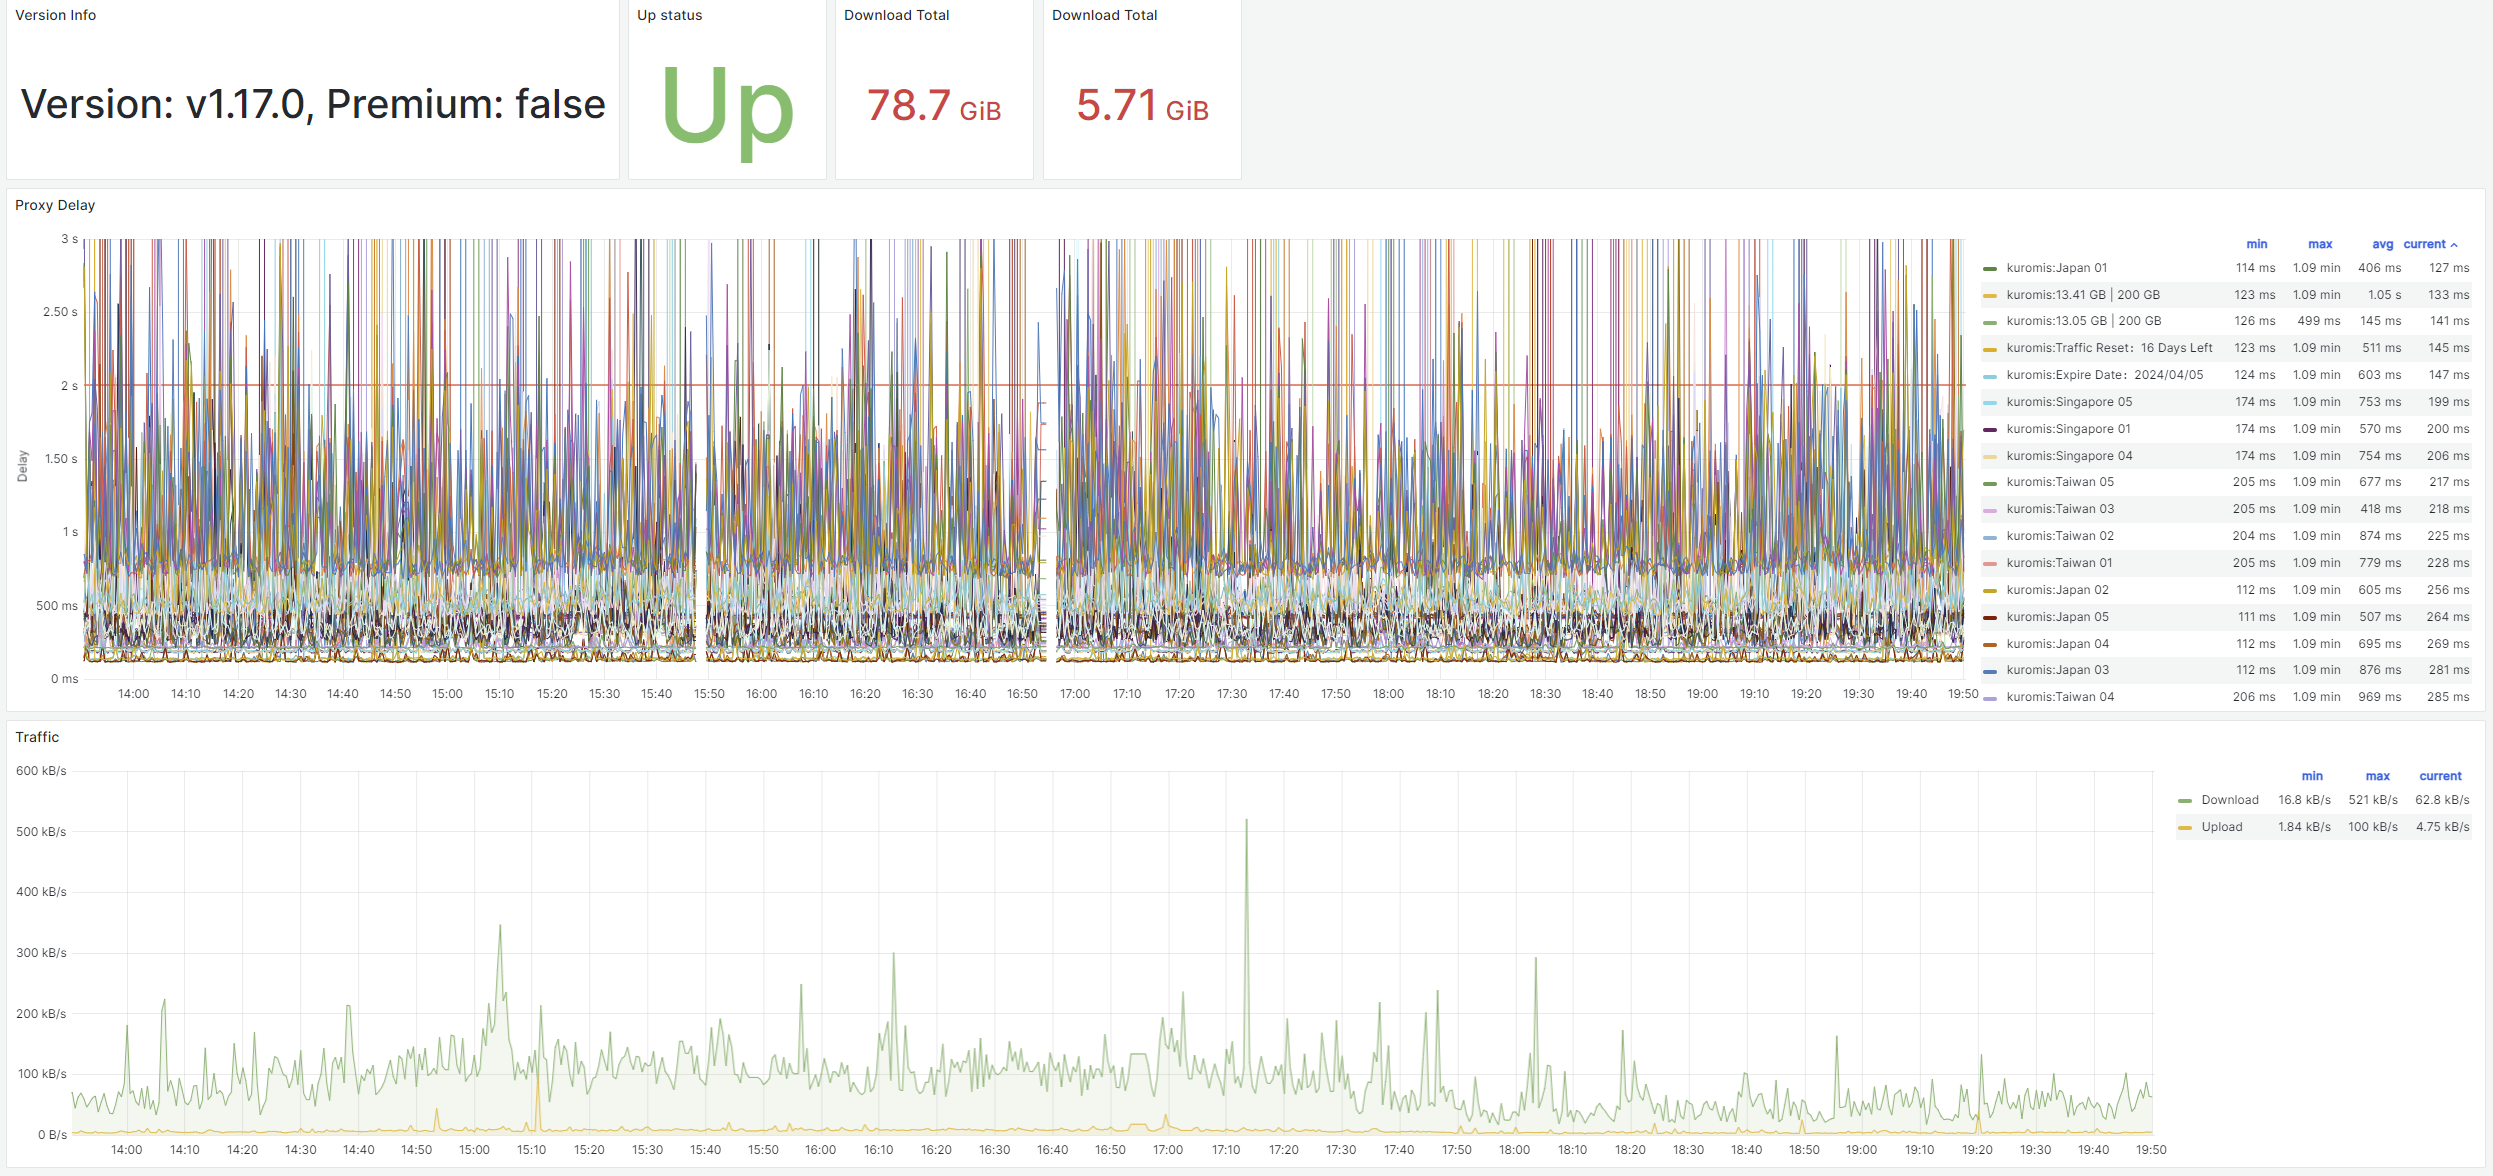 Version Info
Up status
Download Total
Download Total
Version: v1.17.0, Premium: false
Up
78.7 GiB
5.71 GiB
Proxy Delay
Delay
3 s
2.50 s
2 s
1.50 s
1 s
500 ms
0 ms
14:00 14:10 14:20 14:30 14:40 14:50 15:00 15:10 15:20 15:30 15:40 15:50 16:00 16:10 16:20 16:30 16:40 16:50 17:00 17:10 17:20 17:30 17:40 17:50 18:00 18:10 18:20 18:30 18:40 18:50 19:00 19:10 19:20 19:30 19:40 19:50
min max avg current
kuromis:Japan 01 114 ms 1.09 min 406 ms 127 ms
kuromis:13.41 GB | 200 GB 123 ms 1.09 min 1.05 s 133 ms
kuromis:13.05 GB | 200 GB 126 ms 499 ms 145 ms 141 ms
kuromis:Traffic Reset：16 Days Left 123 ms 1.09 min 511 ms 145 ms
kuromis:Expire Date：2024/04/05 124 ms 1.09 min 603 ms 147 ms
kuromis:Singapore 05 174 ms 1.09 min 753 ms 199 ms
kuromis:Singapore 01 174 ms 1.09 min 570 ms 200 ms
kuromis:Singapore 04 174 ms 1.09 min 754 ms 206 ms
kuromis:Taiwan 05 205 ms 1.09 min 677 ms 217 ms
kuromis:Taiwan 03 205 ms 1.09 min 418 ms 218 ms
kuromis:Taiwan 02 204 ms 1.09 min 874 ms 225 ms
kuromis:Taiwan 01 205 ms 1.09 min 779 ms 228 ms
kuromis:Japan 02 112 ms 1.09 min 605 ms 256 ms
kuromis:Japan 05 111 ms 1.09 min 507 ms 264 ms
kuromis:Japan 04 112 ms 1.09 min 695 ms 269 ms
kuromis:Japan 03 112 ms 1.09 min 876 ms 281 ms
kuromis:Taiwan 04 206 ms 1.09 min 969 ms 285 ms
Traffic
600 kB/s
500 kB/s
400 kB/s
300 kB/s
200 kB/s
100 kB/s
0 B/s
14:00 14:10 14:20 14:30 14:40 14:50 15:00 15:10 15:20 15:30 15:40 15:50 16:00 16:10 16:20 16:30 16:40 16:50 17:00 17:10 17:20 17:30 17:40 17:50 18:00 18:10 18:20 18:30 18:40 18:50 19:00 19:10 19:20 19:30 19:40 19:50
min max current
Download 16.8 kB/s 521 kB/s 62.8 kB/s
Upload 1.84 kB/s 100 kB/s 4.75 kB/s